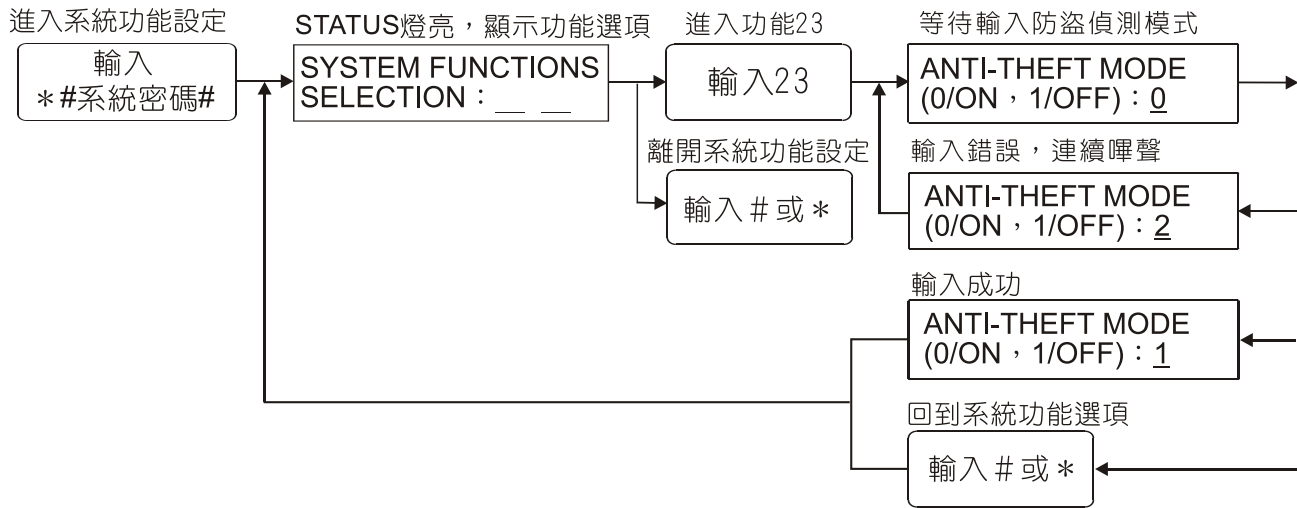 進入系統功能設定
輸入
*#系統密碼#
STATUS燈亮，顯示功能選項
SYSTEM FUNCTIONS
SELECTION：__ __
進入功能23
輸入23
離開系統功能設定
輸入#或*
等待輸入防盜偵測模式
ANTI-THEFT MODE
(0/ON，1/OFF)：0
輸入錯誤，連續嗶聲
ANTI-THEFT MODE
(0/ON，1/OFF)：2
輸入成功
ANTI-THEFT MODE
(0/ON，1/OFF)：1
回到系統功能選項
輸入#或*